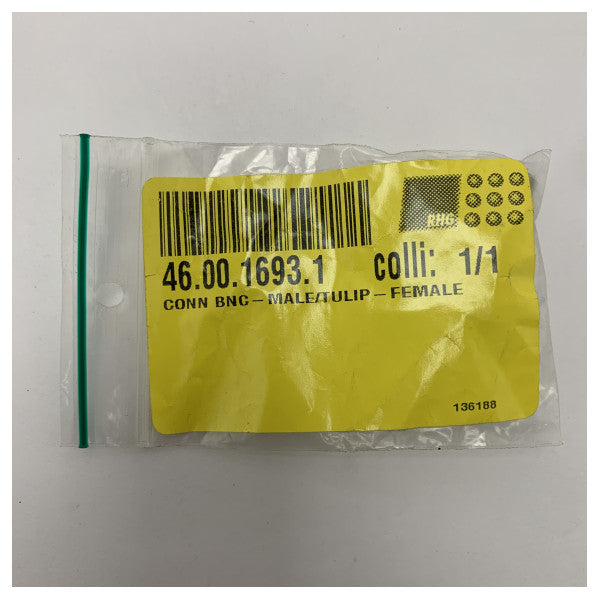 RHG
46.00.1693.1 colli: 1/1
CONN BNC-MALE/TULIP-FEMALE
136188